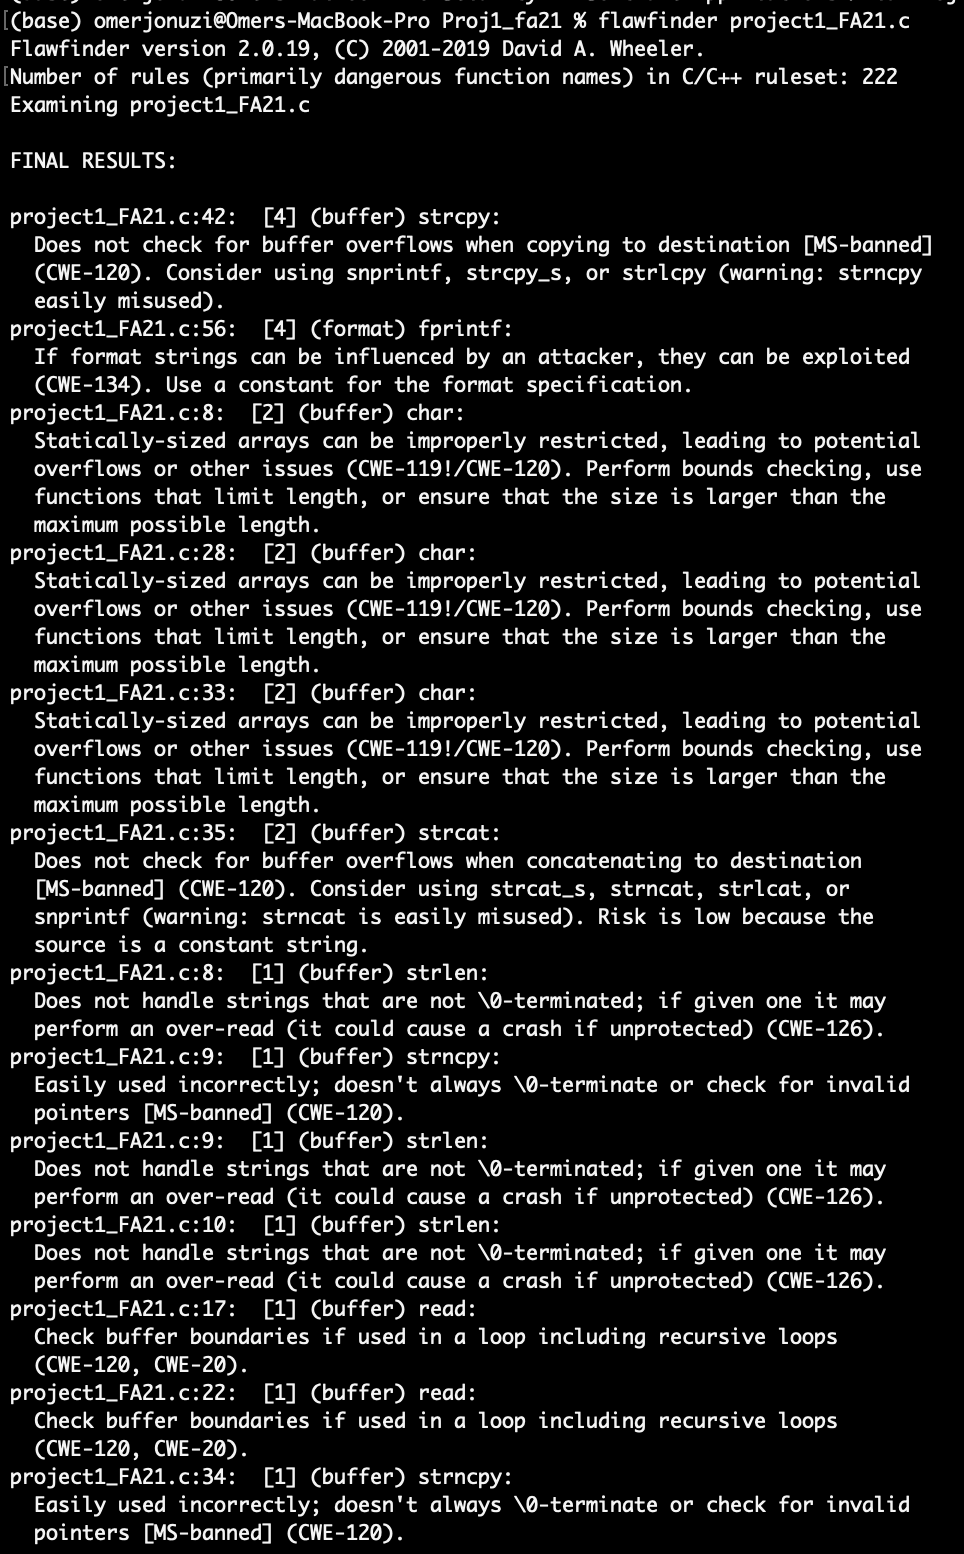 (base) omerjonuzi@Omers-MacBook-Pro Proj1_fa21 % flawfinder project1_FA21.c
Flawfinder version 2.0.19, (C) 2001-2019 David A. Wheeler.
Number of rules (primarily dangerous function names) in C/C++ ruleset: 222
Examining project1_FA21.c
FINAL RESULTS:
project1_FA21.c:42:  [4] (buffer) strcpy:
  Does not check for buffer overflows when copying to destination [MS-banned]
  (CWE-120). Consider using snprintf, strcpy_s, or strlcpy (warning: strncpy
  easily misused).
project1_FA21.c:56:  [4] (format) fprintf:
  If format strings can be influenced by an attacker, they can be exploited
  (CWE-134). Use a constant for the format specification.
project1_FA21.c:8:  [2] (buffer) char:
  Statically-sized arrays can be improperly restricted, leading to potential
  overflows or other issues (CWE-119!/CWE-120). Perform bounds checking, use
  functions that limit length, or ensure that the size is larger than the
  maximum possible length.
project1_FA21.c:28:  [2] (buffer) char:
  Statically-sized arrays can be improperly restricted, leading to potential
  overflows or other issues (CWE-119!/CWE-120). Perform bounds checking, use
  functions that limit length, or ensure that the size is larger than the
  maximum possible length.
project1_FA21.c:33:  [2] (buffer) char:
  Statically-sized arrays can be improperly restricted, leading to potential
  overflows or other issues (CWE-119!/CWE-120). Perform bounds checking, use
  functions that limit length, or ensure that the size is larger than the
  maximum possible length.
project1_FA21.c:35:  [2] (buffer) strcat:
  Does not check for buffer overflows when concatenating to destination
  [MS-banned] (CWE-120). Consider using strcat_s, strncat, strlcat, or
  snprintf (warning: strncat is easily misused). Risk is low because the
  source is a constant string.
project1_FA21.c:8:  [1] (buffer) strlen:
  Does not handle strings that are not \0-terminated; if given one it may
  perform an over-read (it could cause a crash if unprotected) (CWE-126).
project1_FA21.c:9:  [1] (buffer) strncpy:
  Easily used incorrectly; doesn't always \0-terminate or check for invalid
  pointers [MS-banned] (CWE-120).
project1_FA21.c:9:  [1] (buffer) strlen:
  Does not handle strings that are not \0-terminated; if given one it may
  perform an over-read (it could cause a crash if unprotected) (CWE-126).
project1_FA21.c:10:  [1] (buffer) strlen:
  Does not handle strings that are not \0-terminated; if given one it may
  perform an over-read (it could cause a crash if unprotected) (CWE-126).
project1_FA21.c:17:  [1] (buffer) read:
  Check buffer boundaries if used in a loop including recursive loops
  (CWE-120, CWE-20).
project1_FA21.c:22:  [1] (buffer) read:
  Check buffer boundaries if used in a loop including recursive loops
  (CWE-120, CWE-20).
project1_FA21.c:34:  [1] (buffer) strncpy:
  Easily used incorrectly; doesn't always \0-terminate or check for invalid
  pointers [MS-banned] (CWE-120).